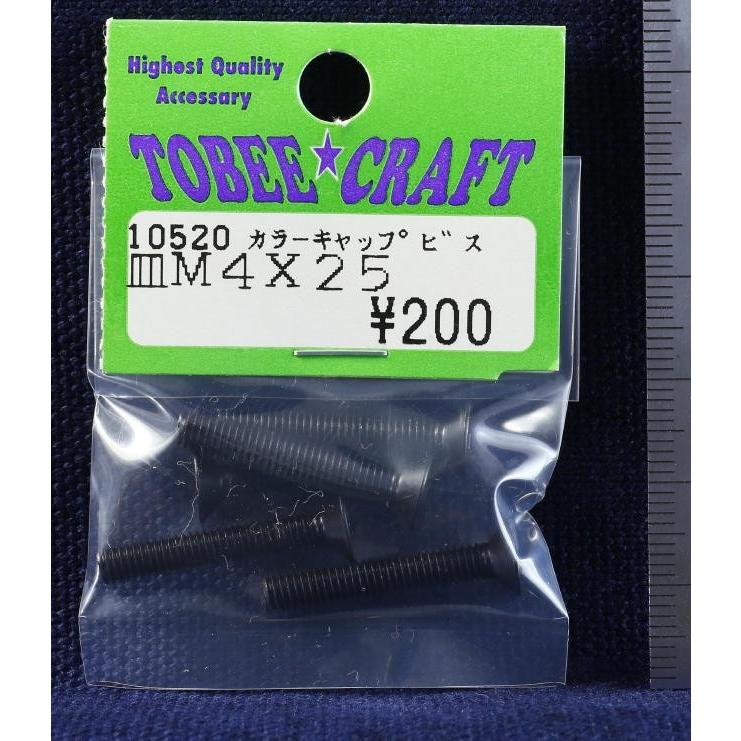 Highest Quality
Accessary
TOBEE★CRAFT
10520 カラーキャップビス
皿M4X25
¥200